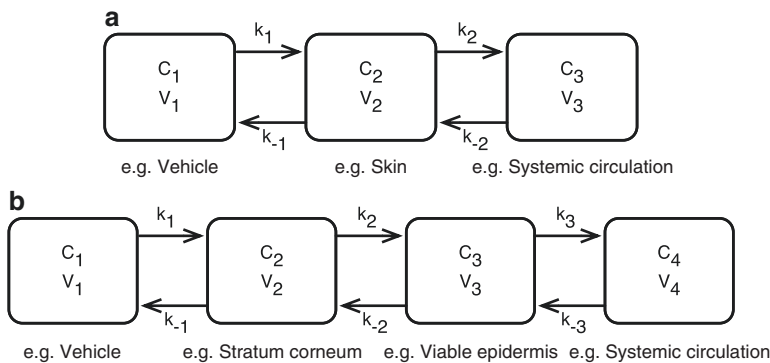 a
k1 k2
C1 C2 C3
V1 V2 V3
k-1 k-2
e.g. Vehicle e.g. Skin e.g. Systemic circulation
b
k1 k2 k3
C1 C2 C3 C4
V1 V2 V3 V4
k-1 k-2 k-3
e.g. Vehicle e.g. Stratum corneum e.g. Viable epidermis e.g. Systemic circulation